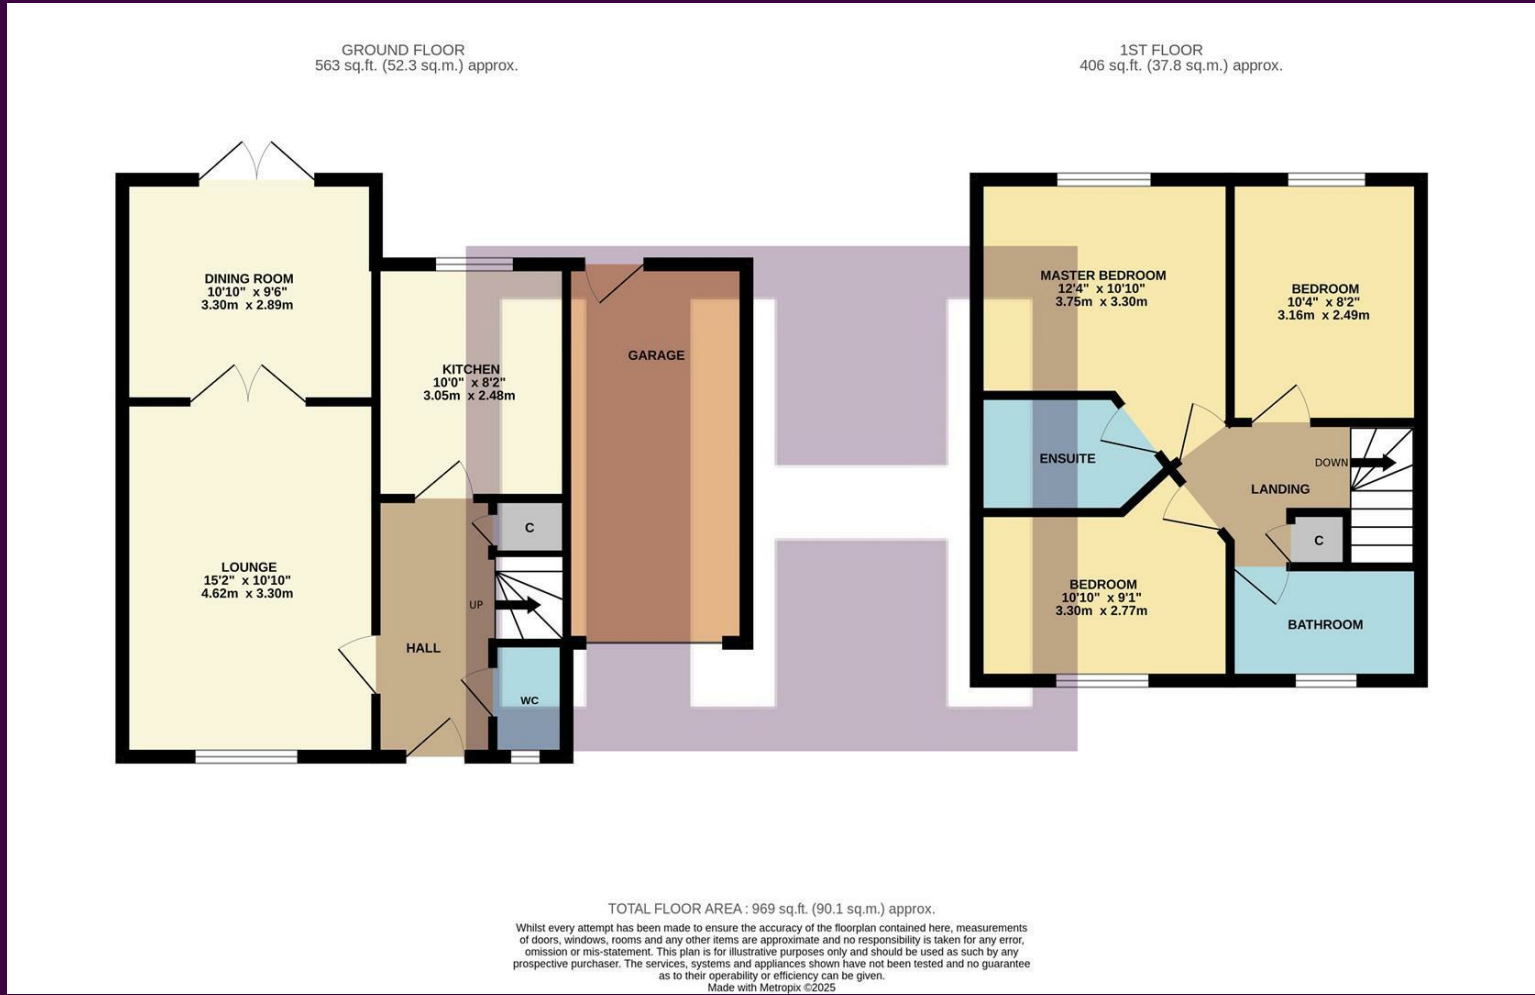 GROUND FLOOR
563 sq.ft. (52.3 sq.m.) approx.
1ST FLOOR
406 sq.ft. (37.8 sq.m.) approx.
DINING ROOM
10'10" x 9'6"
3.30m x 2.89m
KITCHEN
10'0" x 8'2"
3.05m x 2.48m
GARAGE
LOUNGE
15'2" x 10'10"
4.62m x 3.30m
C
UP
HALL
WC
MASTER BEDROOM
12'4" x 10'10"
3.75m x 3.30m
BEDROOM
10'4" x 8'2"
3.16m x 2.49m
ENSUITE
DOWN
LANDING
C
BEDROOM
10'10" x 9'1"
3.30m x 2.77m
BATHROOM
TOTAL FLOOR AREA : 969 sq.ft. (90.1 sq.m.) approx.
Whilst every attempt has been made to ensure the accuracy of the floorplan contained here, measurements
of doors, windows, rooms and any other items are approximate and no responsibility is taken for any error,
omission or mis-statement. This plan is for illustrative purposes only and should be used as such by any
prospective purchaser. The services, systems and appliances shown have not been tested and no guarantee
as to their operability or efficiency can be given.
Made with Metropix ©2025